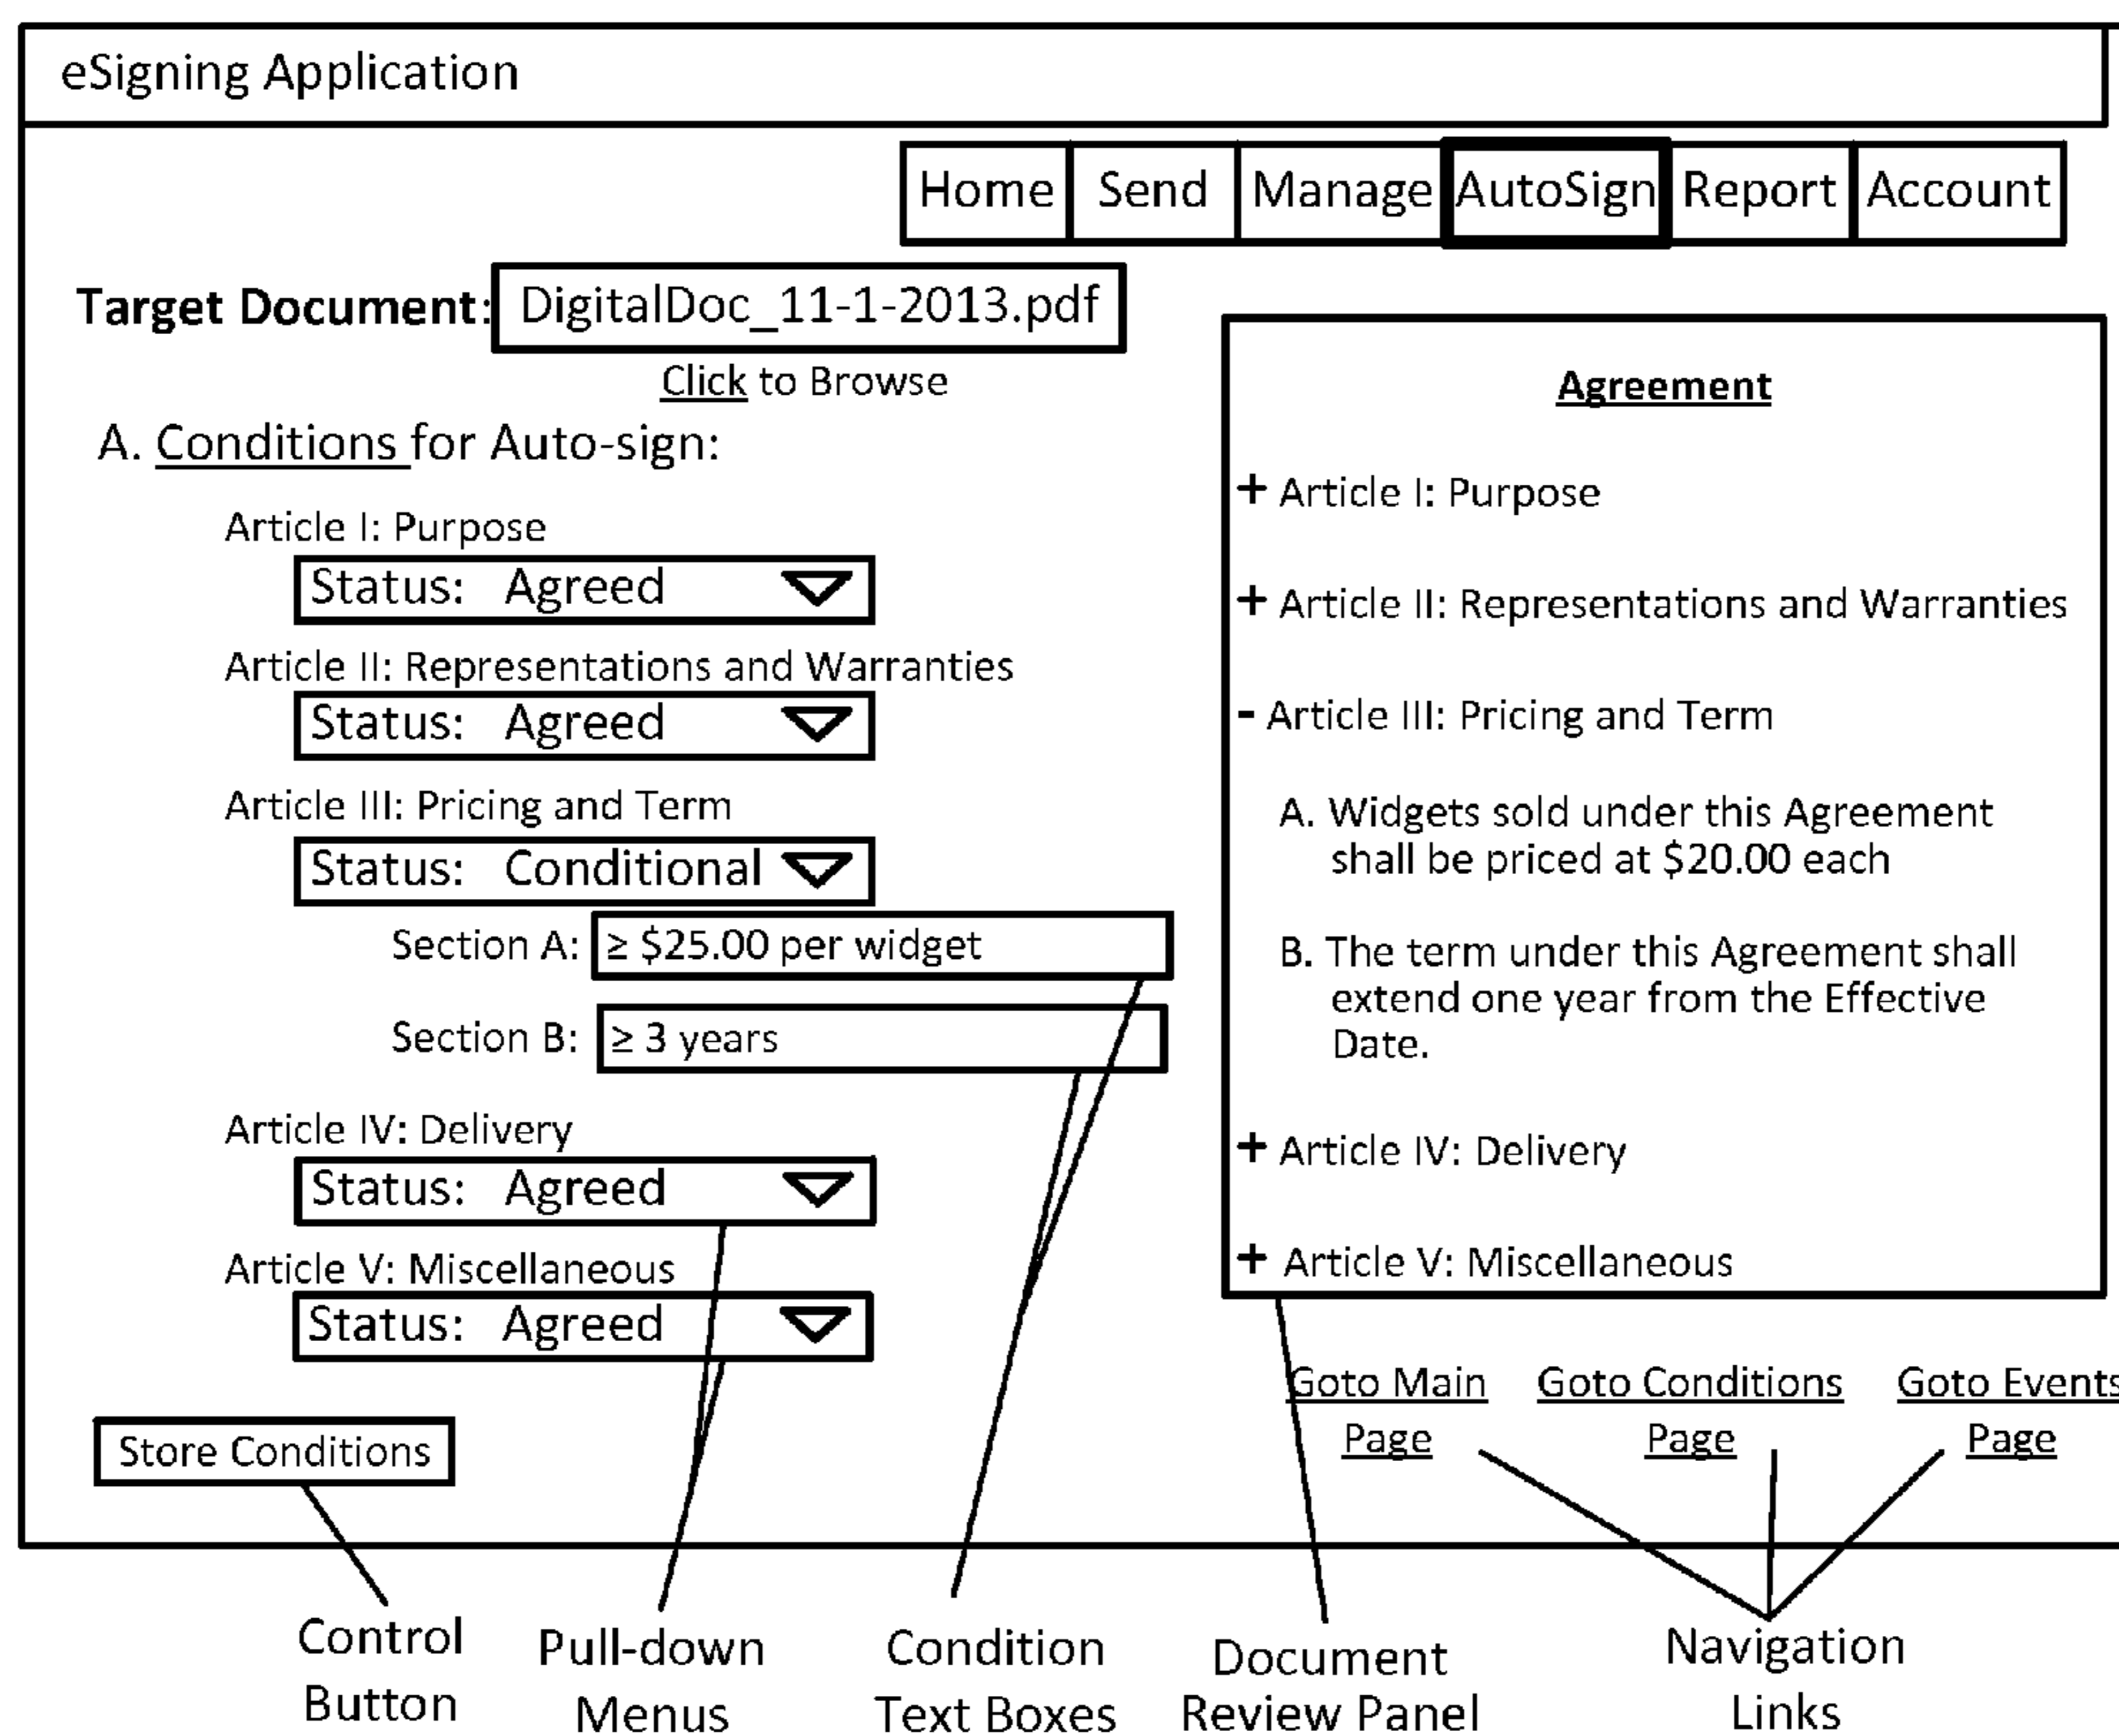 eSigning Application
Home Send Manage AutoSign Report Account
Target Document: DigitalDoc_11-1-2013.pdf
Click to Browse
A. Conditions for Auto-sign:
Article I: Purpose
Status: Agreed
Article II: Representations and Warranties
Status: Agreed
Article III: Pricing and Term
Status: Conditional
Section A: ≥ $25.00 per widget
Section B: ≥ 3 years
Article IV: Delivery
Status: Agreed
Article V: Miscellaneous
Status: Agreed
Store Conditions
Agreement
+ Article I: Purpose
+ Article II: Representations and Warranties
- Article III: Pricing and Term
A. Widgets sold under this Agreement
shall be priced at $20.00 each
B. The term under this Agreement shall
extend one year from the Effective
Date.
+ Article IV: Delivery
+ Article V: Miscellaneous
Goto Main
Page
Goto Conditions
Page
Goto Events
Page
Control
Button
Pull-down
Menus
Condition
Text Boxes
Document
Review Panel
Navigation
Links